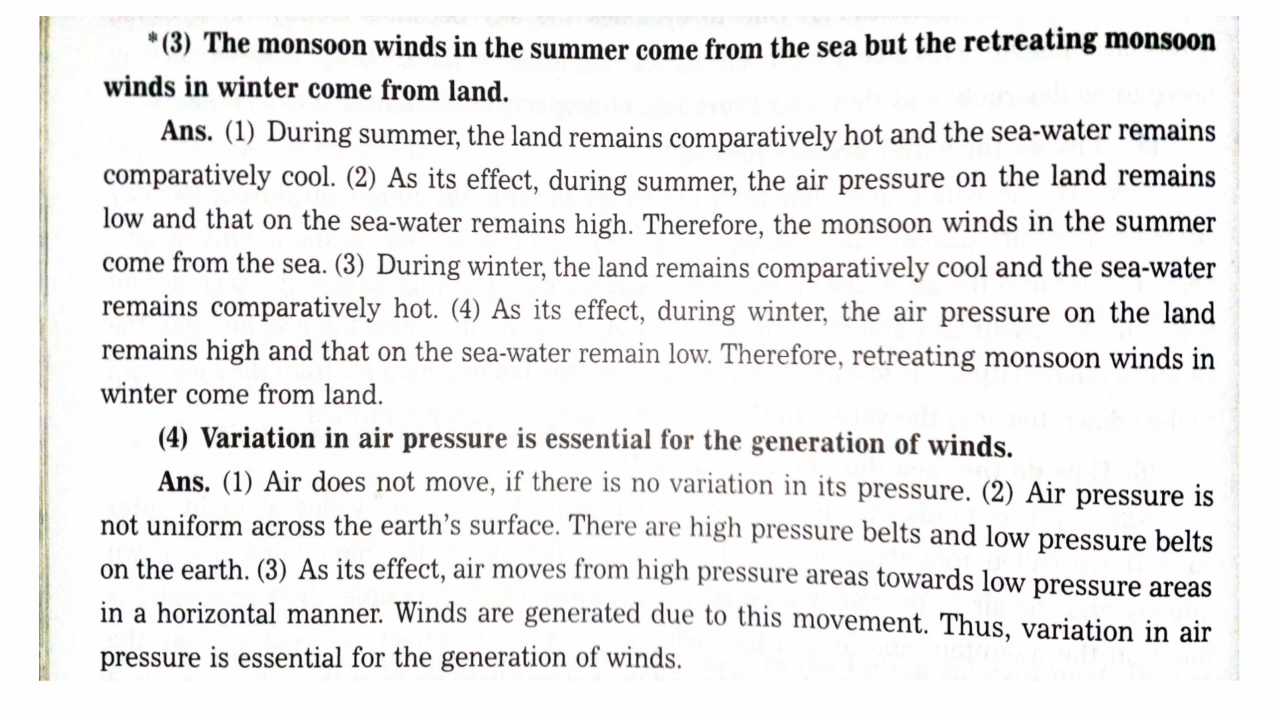 *(3) The monsoon winds in the summer come from the sea but the retreating monsoon
winds in winter come from land.
Ans. (1) During summer, the land remains comparatively hot and the sea-water remains
comparatively cool. (2) As its effect, during summer, the air pressure on the land remains
low and that on the sea-water remains high. Therefore, the monsoon winds in the summer
come from the sea. (3) During winter, the land remains comparatively cool and the sea-water
remains comparatively hot. (4) As its effect, during winter, the air pressure on the land
remains high and that on the sea-water remain low. Therefore, retreating monsoon winds in
winter come from land.
(4) Variation in air pressure is essential for the generation of winds.
Ans. (1) Air does not move, if there is no variation in its pressure. (2) Air pressure is
not uniform across the earth's surface. There are high pressure belts and low pressure belts
on the earth. (3) As its effect, air moves from high pressure areas towards low pressure areas
in a horizontal manner. Winds are generated due to this movement. Thus, variation in air
pressure is essential for the generation of winds.